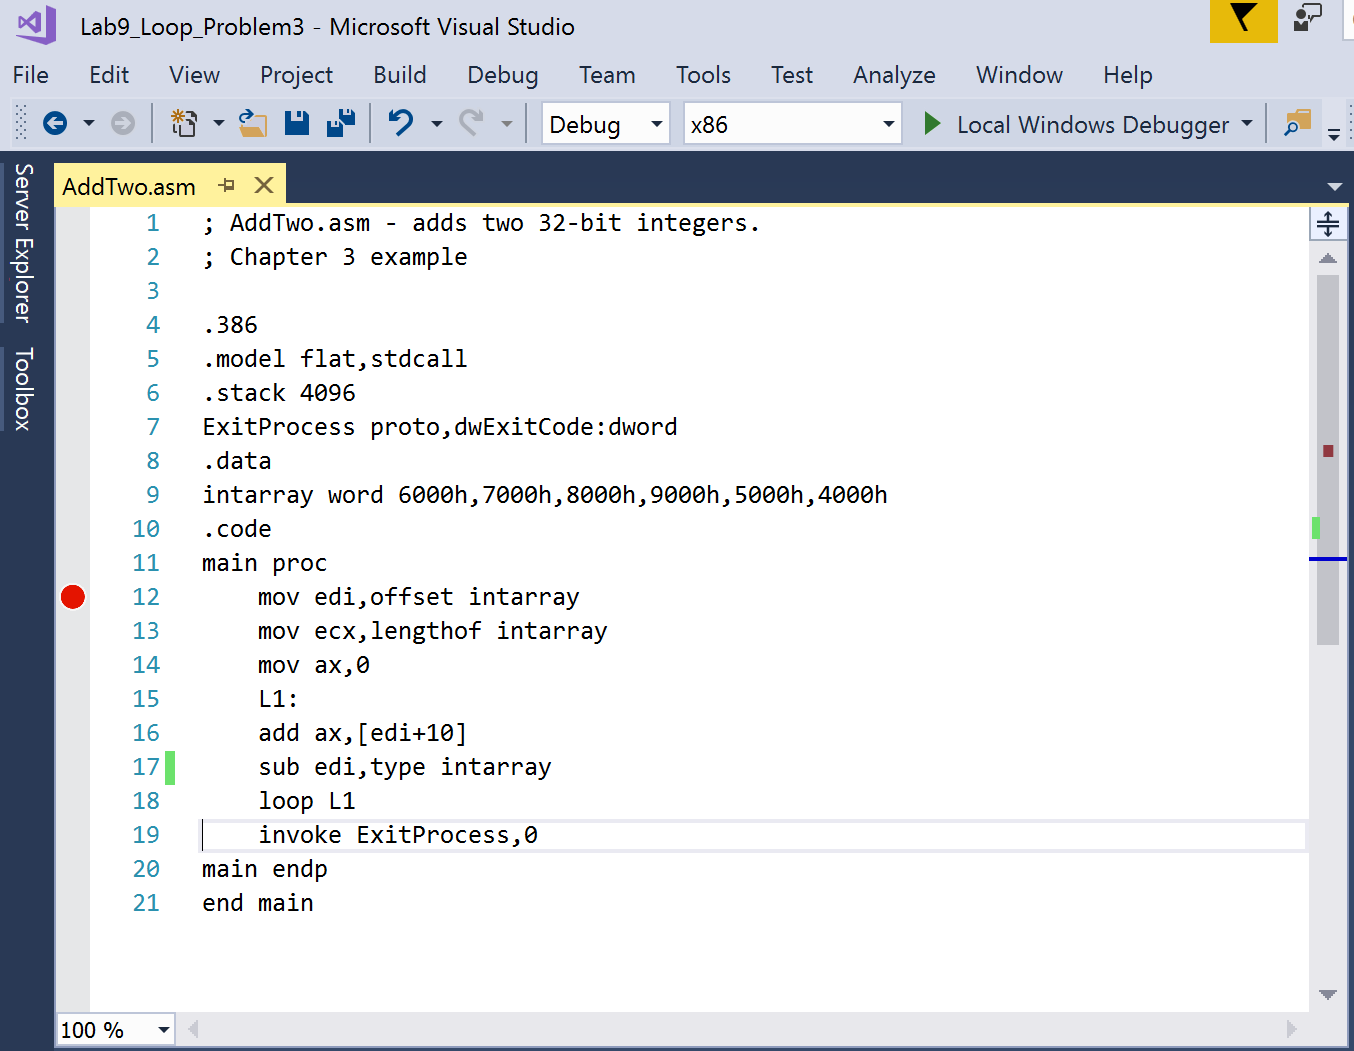 Lab9_Loop_Problem3 - Microsoft Visual Studio
File Edit View Project Build Debug Team Tools Test Analyze Window Help
Debug x86 Local Windows Debugger
Server Explorer
Toolbox
AddTwo.asm
1 ; AddTwo.asm - adds two 32-bit integers.
2 ; Chapter 3 example
3
4 .386
5 .model flat,stdcall
6 .stack 4096
7 ExitProcess proto,dwExitCode:dword
8 .data
9 intarray word 6000h,7000h,8000h,9000h,5000h,4000h
10 .code
11 main proc
12     mov edi,offset intarray
13     mov ecx,lengthof intarray
14     mov ax,0
15     L1:
16     add ax,[edi+10]
17     sub edi,type intarray
18     loop L1
19     invoke ExitProcess,0
20 main endp
21 end main
100 %